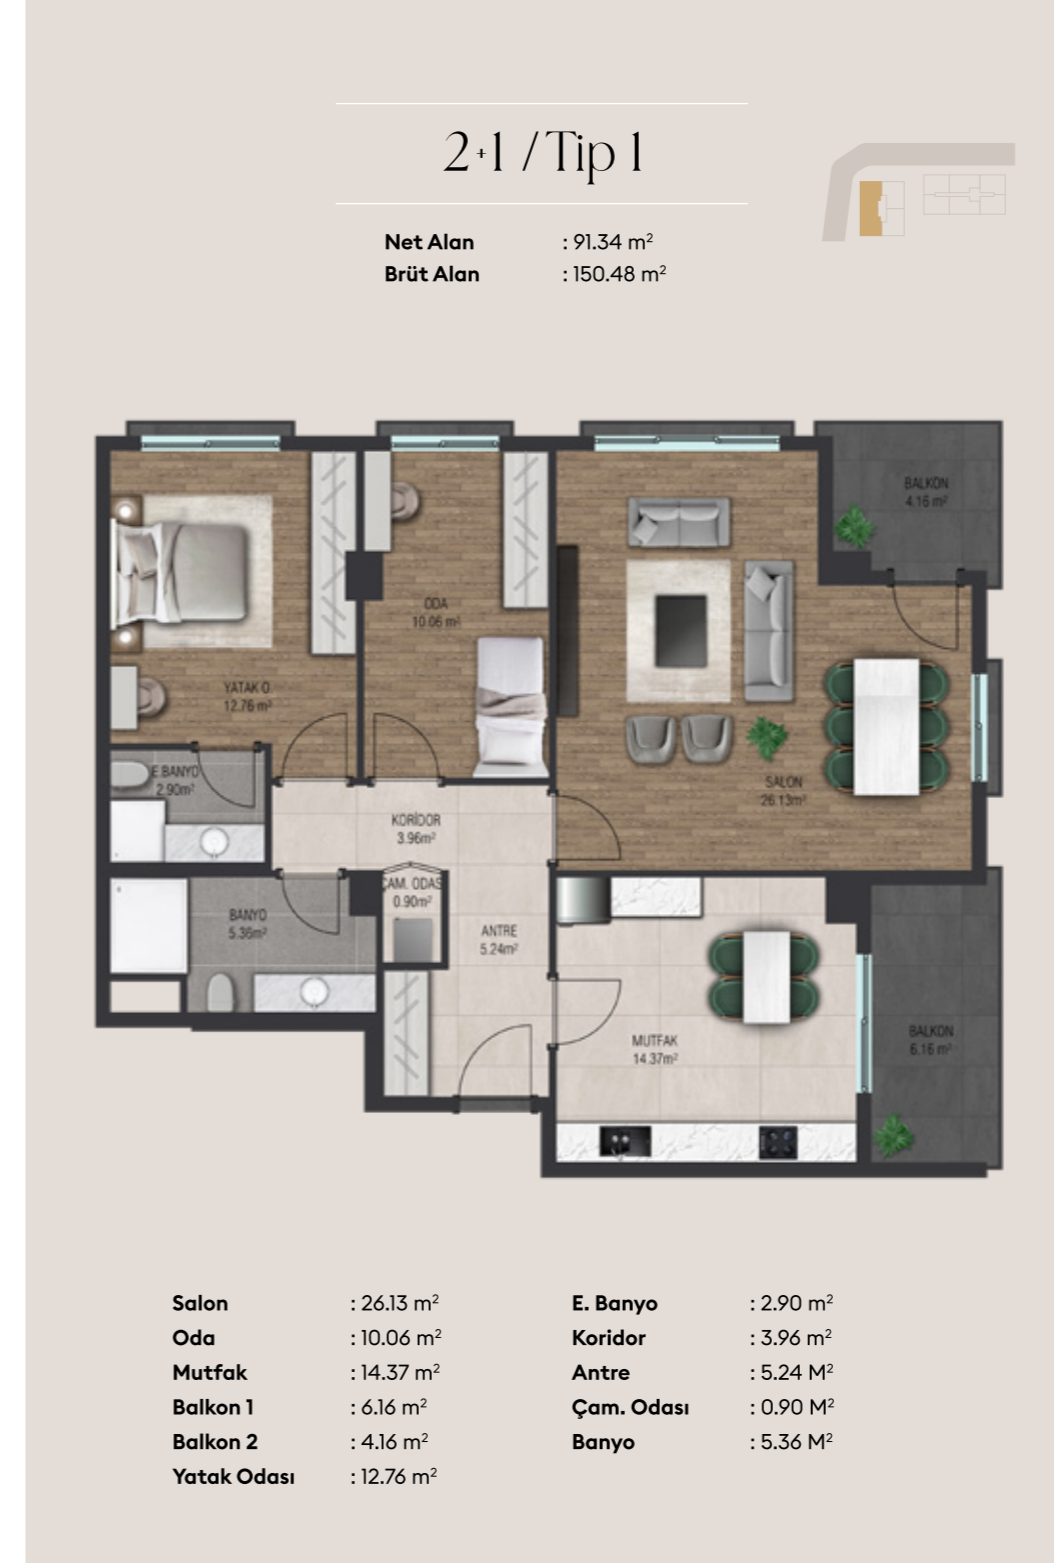 2+1 / Tip 1
Net Alan : 91.34 m²
Brüt Alan : 150.48 m²
BALKON
4.16 m²
ODA
10.06 m²
YATAK O.
12.76 m²
E.BANYO
2.90m²
SALON
26.13m²
KORİDOR
3.96m²
ÇAM. ODAS
0.90m²
BANYO
5.36m²
ANTRE
5.24m²
MUTFAK
14.37m²
BALKON
6.16 m²
Salon : 26.13 m²
Oda : 10.06 m²
Mutfak : 14.37 m²
Balkon 1 : 6.16 m²
Balkon 2 : 4.16 m²
Yatak Odası : 12.76 m²
E. Banyo : 2.90 m²
Koridor : 3.96 m²
Antre : 5.24 M²
Çam. Odası : 0.90 M²
Banyo : 5.36 M²